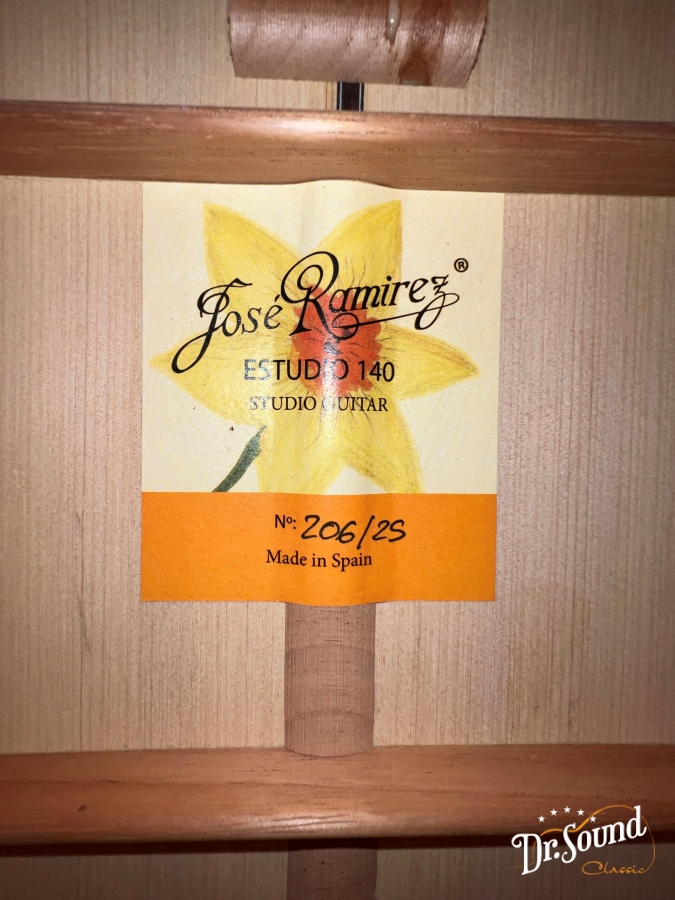 José Ramirez®
ESTUDIO 140
STUDIO GUITAR
Nº: 206/25
Made in Spain
Dr. Sound
Classic